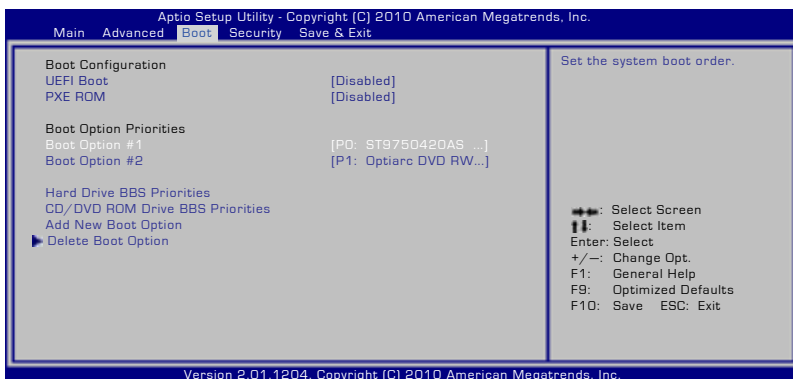 Aptio Setup Utility - Copyright (C) 2010 American Megatrends, Inc.
Main Advanced Boot Security Save & Exit
Boot Configuration
UEFI Boot [Disabled]
PXE ROM [Disabled]
Boot Option Priorities
Boot Option #1 [P0: ST9750420AS ...]
Boot Option #2 [P1: Optiarc DVD RW...]
Hard Drive BBS Priorities
CD/DVD ROM Drive BBS Priorities
Add New Boot Option
Delete Boot Option
Set the system boot order.
: Select Screen
: Select Item
Enter: Select
+/—: Change Opt.
F1: General Help
F9: Optimized Defaults
F10: Save ESC: Exit
Version 2.01.1204. Copyright (C) 2010 American Megatrends, Inc.